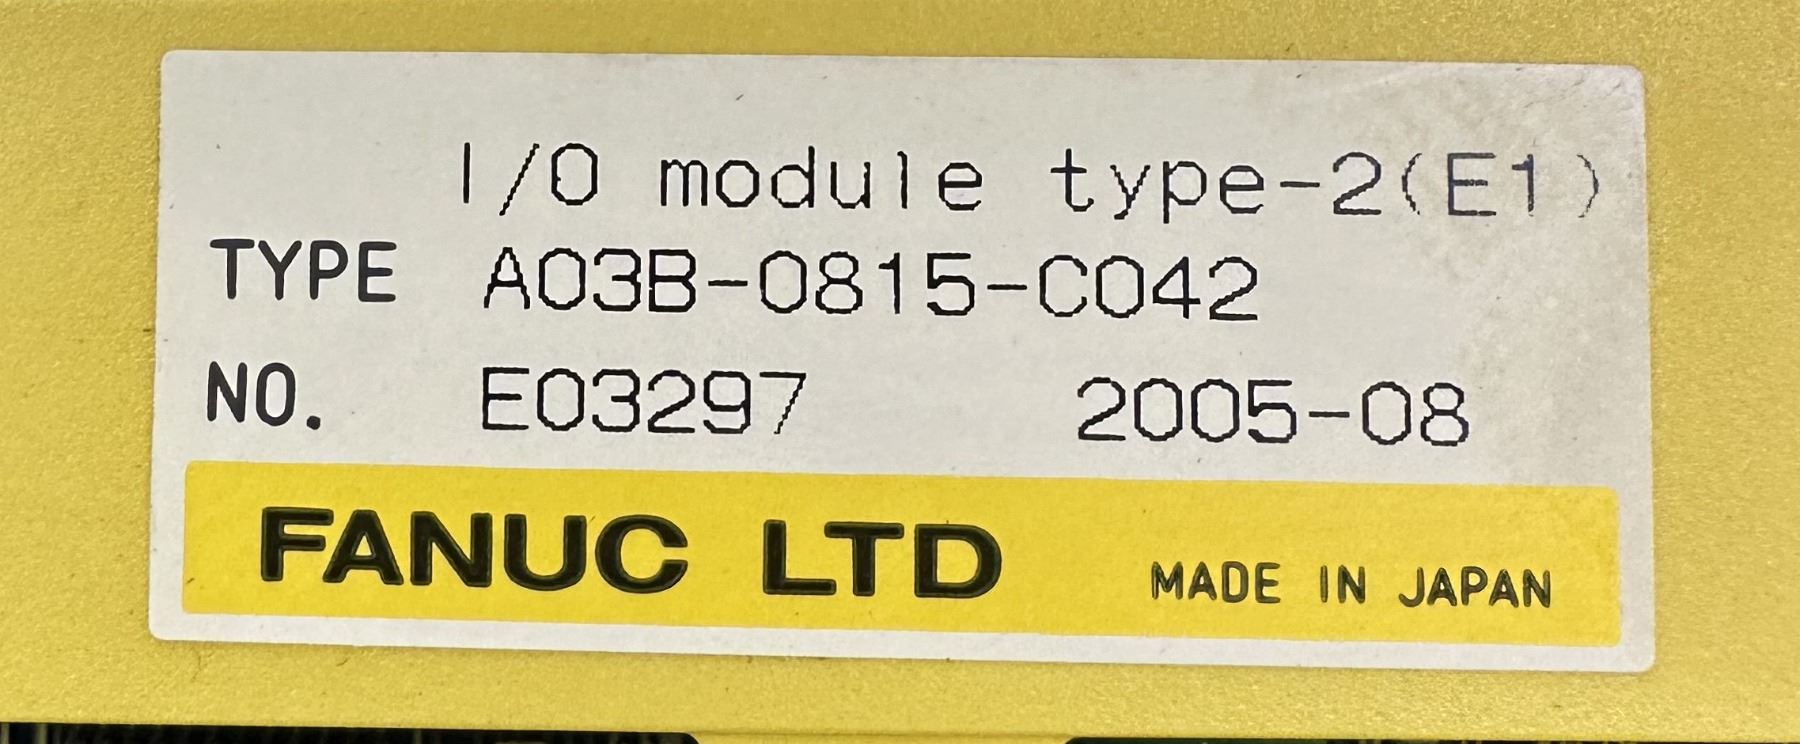 I/O module type-2(E1)
TYPE A03B-0815-C042
NO. E03297 2005-08
FANUC LTD MADE IN JAPAN